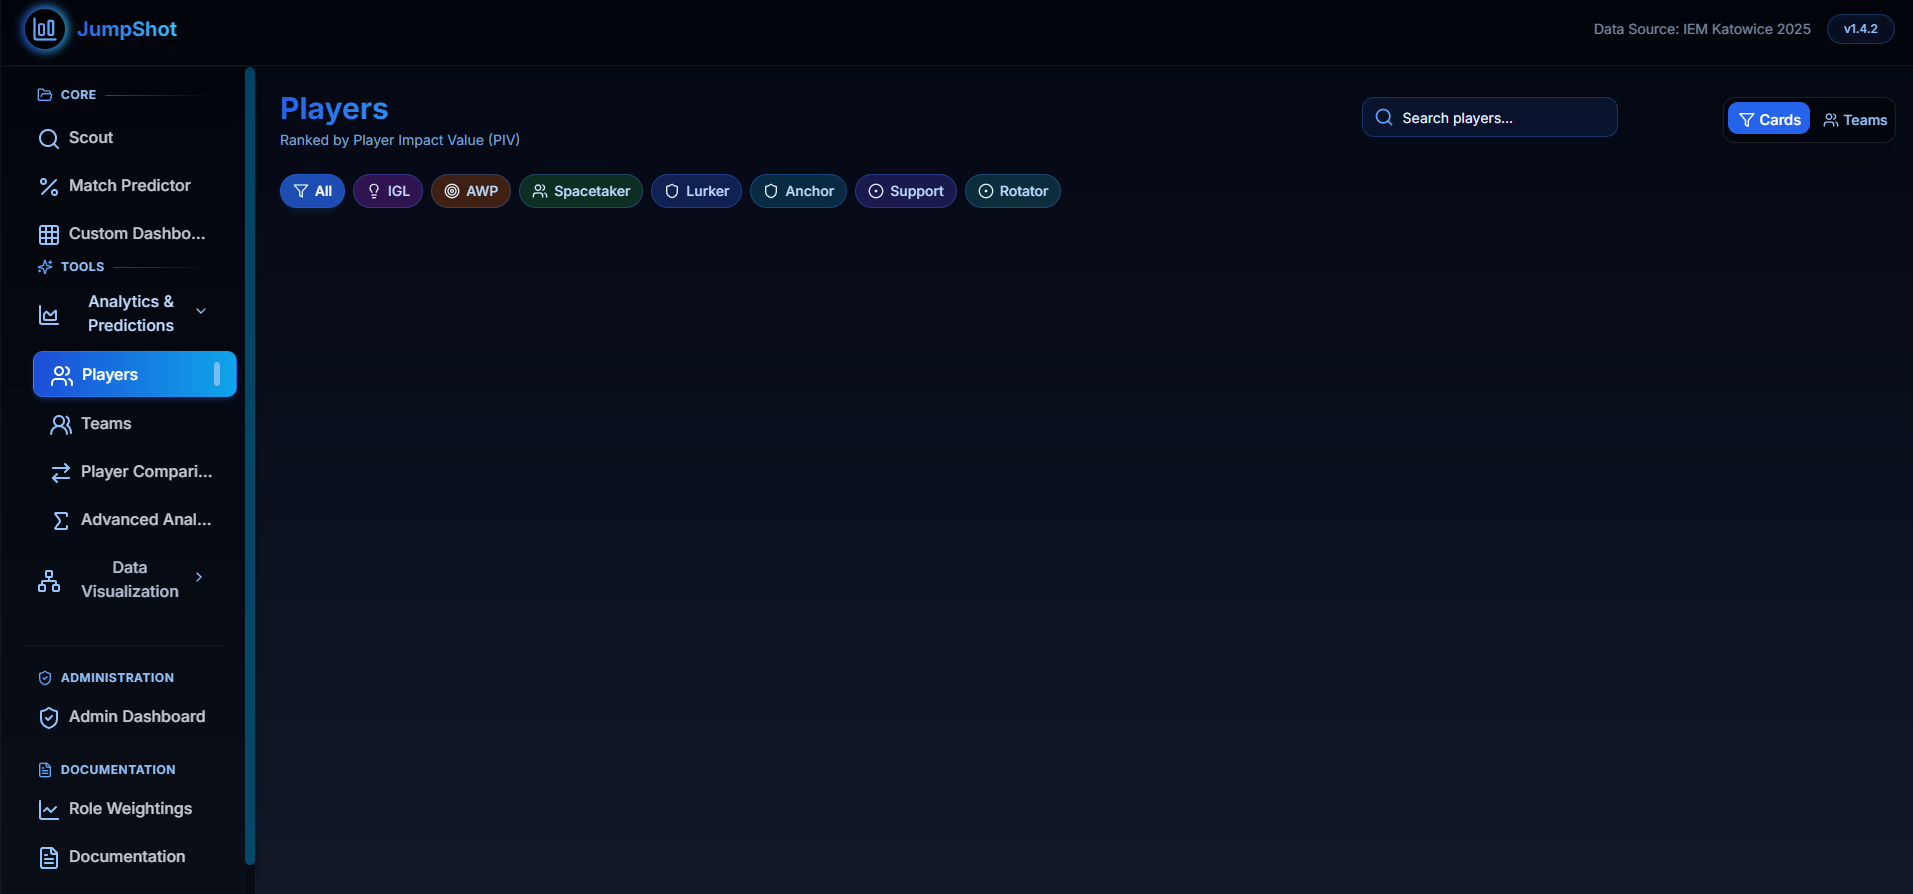 JumpShot
Data Source: IEM Katowice 2025
v1.4.2
CORE
Scout
Match Predictor
Custom Dashbo...
TOOLS
Analytics &
Predictions
Players
Teams
Player Compari...
Advanced Anal...
Data
Visualization
ADMINISTRATION
Admin Dashboard
DOCUMENTATION
Role Weightings
Documentation
Players
Ranked by Player Impact Value (PIV)
Search players...
Cards
Teams
All
IGL
AWP
Spacetaker
Lurker
Anchor
Support
Rotator